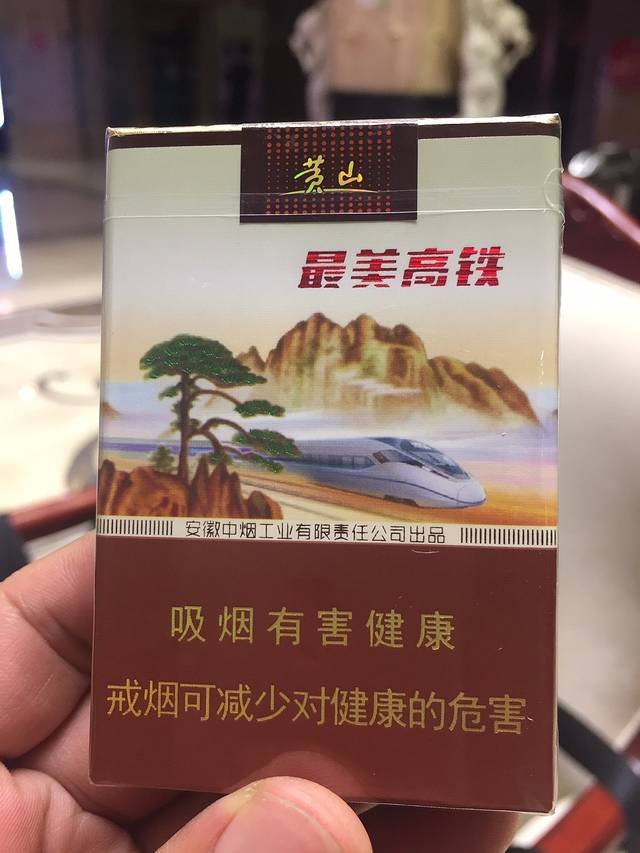 黄山
最美高铁
安徽中烟工业有限责任公司出品
吸烟有害健康
戒烟可减少对健康的危害